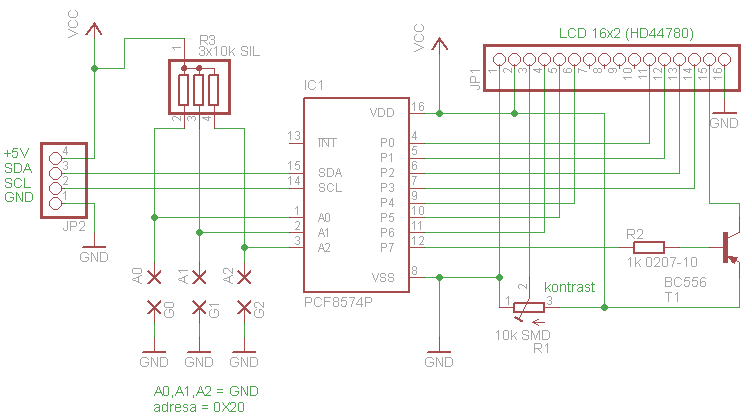 VCC
R3
3x10k SIL
1
2
3
4
VCC
LCD 16x2 (HD44780)
JP1
1
2
3
4
5
6
7
8
9
10
11
12
13
14
15
16
GND
IC1
VDD 16
13 INT
P0 4
P1 5
15 SDA P2 6
14 SCL P3 7
P4 9
1 A0 P5 10
2 A1 P6 11
3 A2 P7 12
VSS 8
PCF8574P
+5V 4
SDA 3
SCL 2
GND 1
JP2
GND
A0
A1
A2
G0
G1
G2
GND
GND
GND
GND
R2
1k 0207-10
BC556
T1
kontrast
1
2
3
10k SMD
R1
A0,A1,A2 = GND
adresa = 0X20